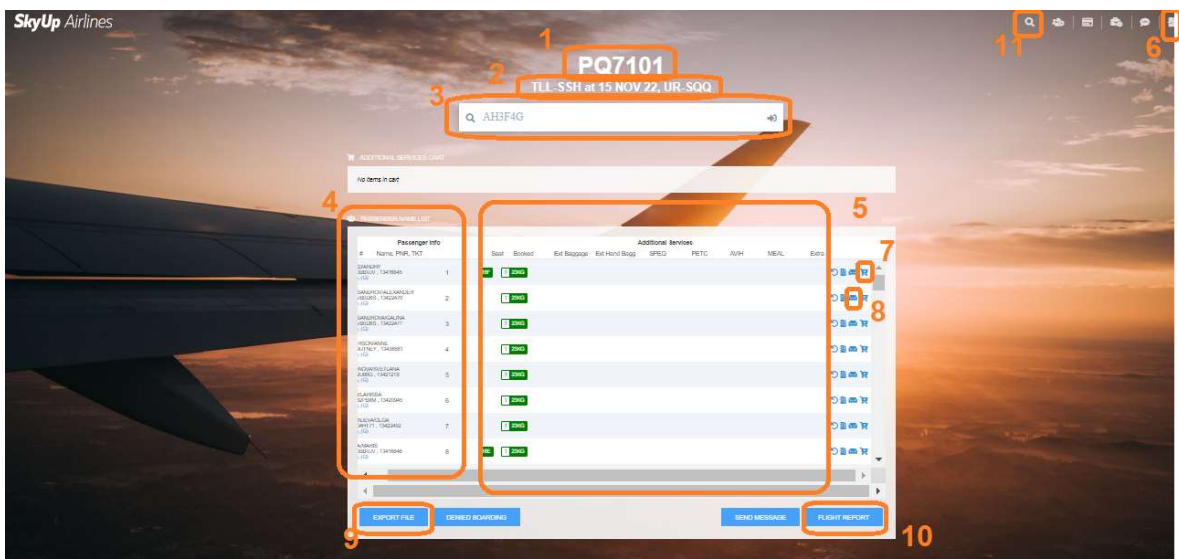 SkyUp Airlines
11
6
1
PQ7101
2
TLL-SSH at 15 NOV 22, UR-SQQ
3
AH3F4G
ADDITIONAL SERVICES CART
No items in cart
4
5
PASSENGER NAME LIST
Passenger Info
Additional Services
7
# Name, PNR, TKT
Seat Booked Ext Baggage Ext Hand Bagg SPEQ PETC AVIH MEAL Extra
1 23KG
8
2 23KG
3 23KG
4 23KG
5 23KG
6 23KG
7 23KG
8 23KG
EXPORT FILE DENIED BOARDING SEND MESSAGE FLIGHT REPORT
9
10